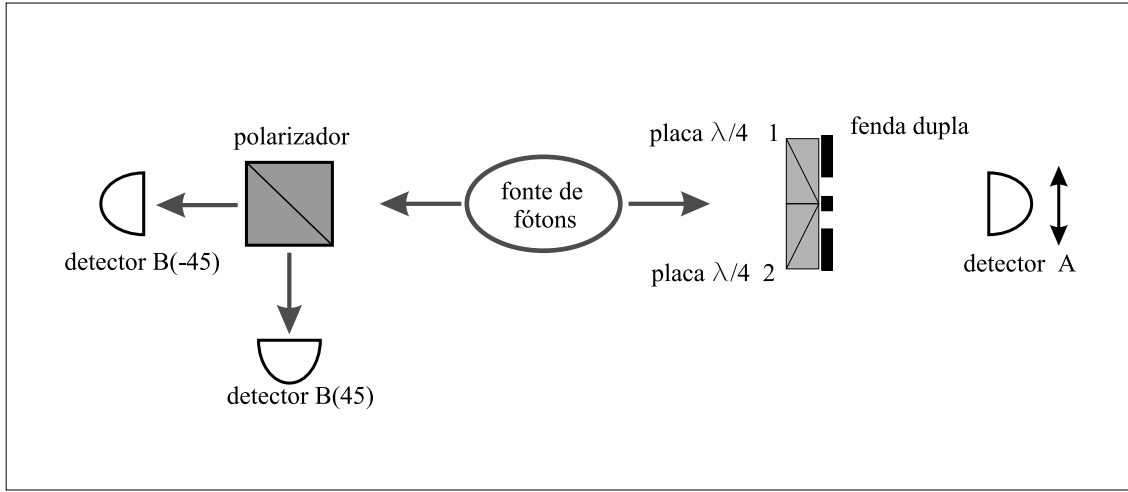 polarizador
detector B(-45)
detector B(45)
fonte de
fótons
placa λ/4 1
placa λ/4 2
fenda dupla
detector A